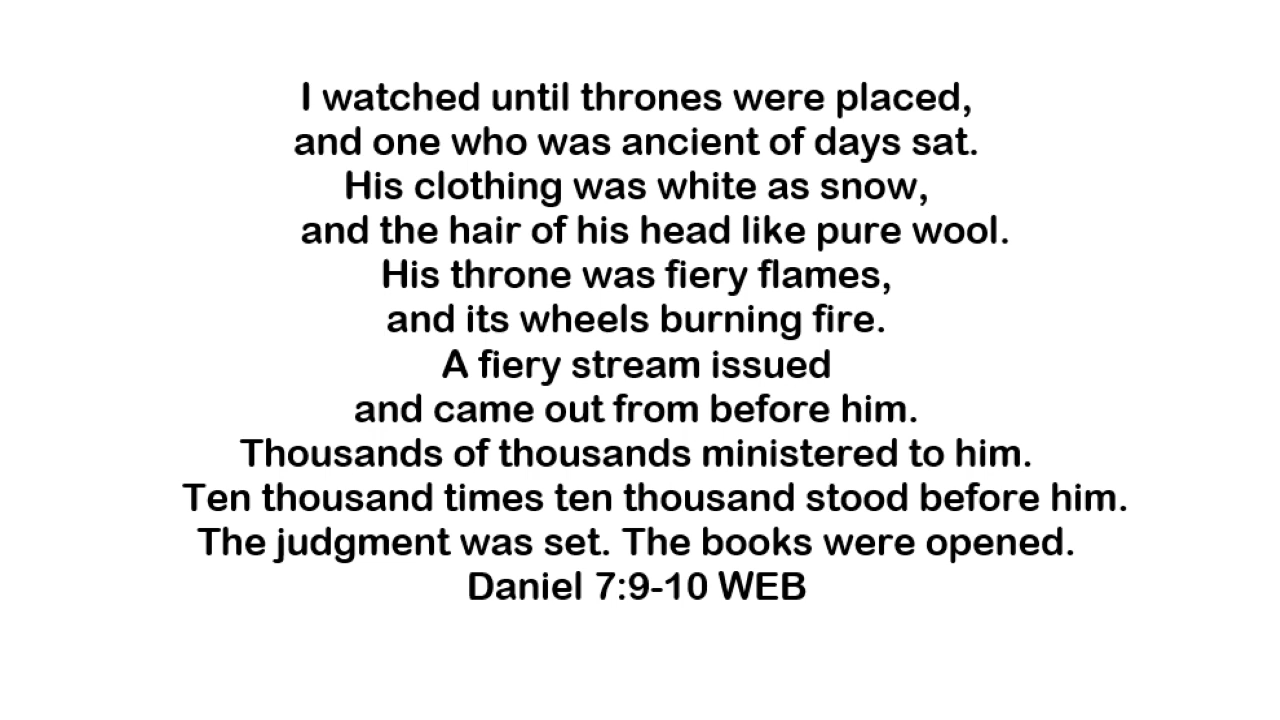 I watched until thrones were placed,
and one who was ancient of days sat.
His clothing was white as snow,
and the hair of his head like pure wool.
His throne was fiery flames,
and its wheels burning fire.
A fiery stream issued
and came out from before him.
Thousands of thousands ministered to him.
Ten thousand times ten thousand stood before him.
The judgment was set. The books were opened.
Daniel 7:9-10 WEB